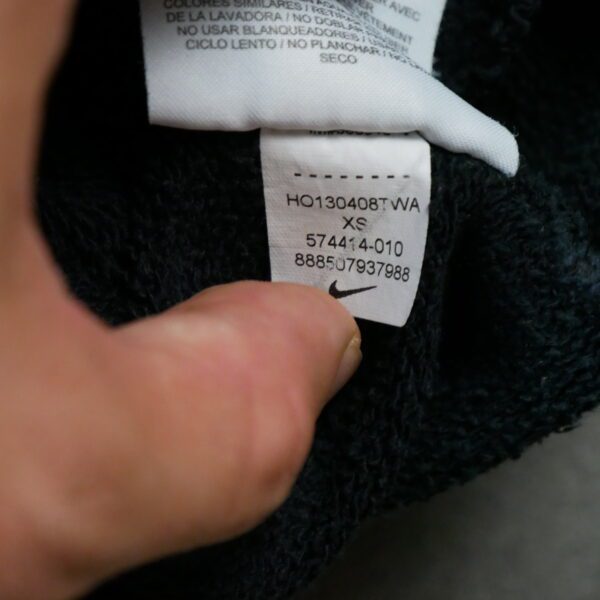 COLORES SIMILARES /
DE LA LAVADORA / NO DOBLAR
NO USAR BLANQUEADORES /
CICLO LENTO / NO PLANCHAR /
SECO
HO130408TWA
XS
574414-010
888507937988